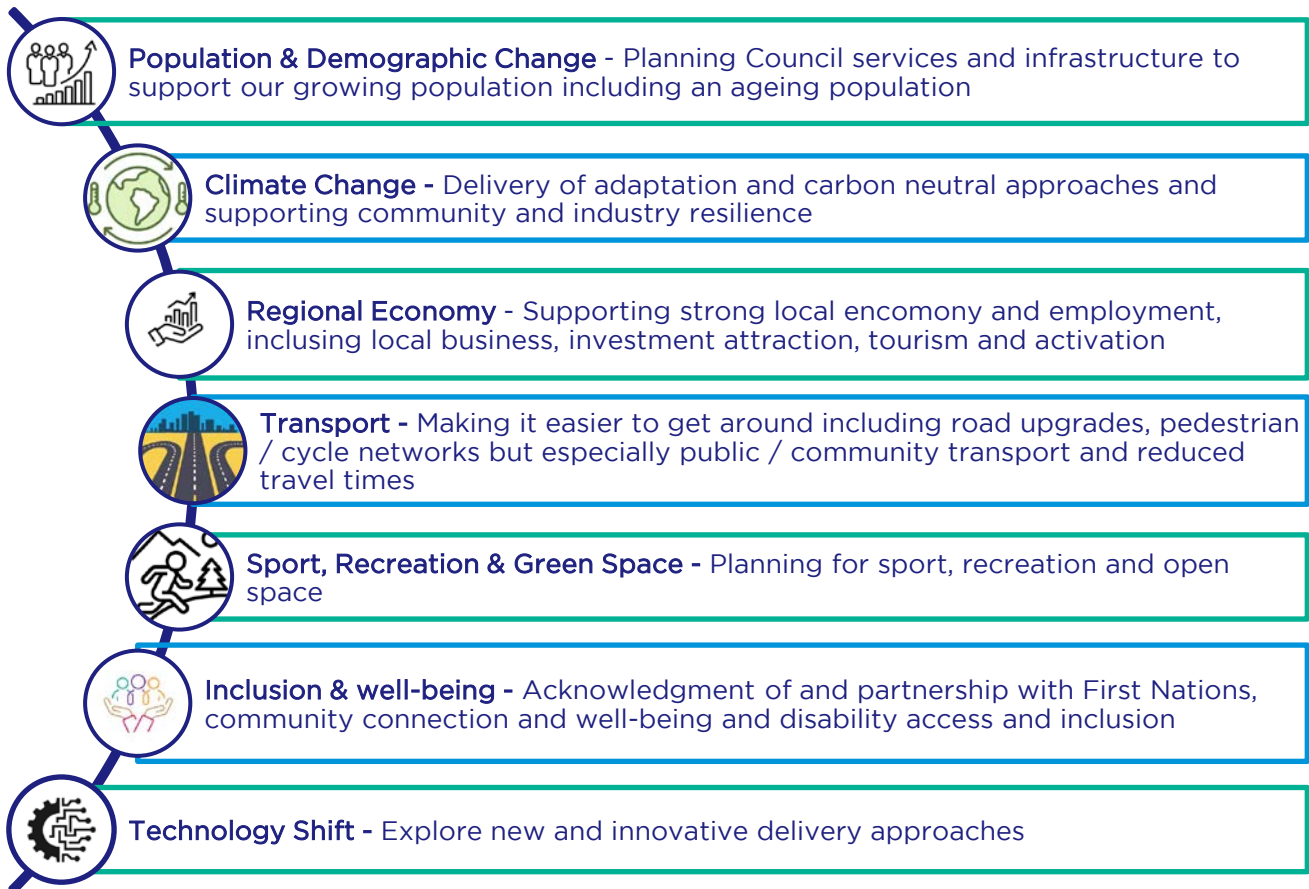 Population & Demographic Change - Planning Council services and infrastructure to
support our growing population including an ageing population
Climate Change - Delivery of adaptation and carbon neutral approaches and
supporting community and industry resilience
Regional Economy - Supporting strong local encomony and employment,
inclusing local business, investment attraction, tourism and activation
Transport - Making it easier to get around including road upgrades, pedestrian
/ cycle networks but especially public / community transport and reduced
travel times
Sport, Recreation & Green Space - Planning for sport, recreation and open
space
Inclusion & well-being - Acknowledgment of and partnership with First Nations,
community connection and well-being and disability access and inclusion
Technology Shift - Explore new and innovative delivery approaches